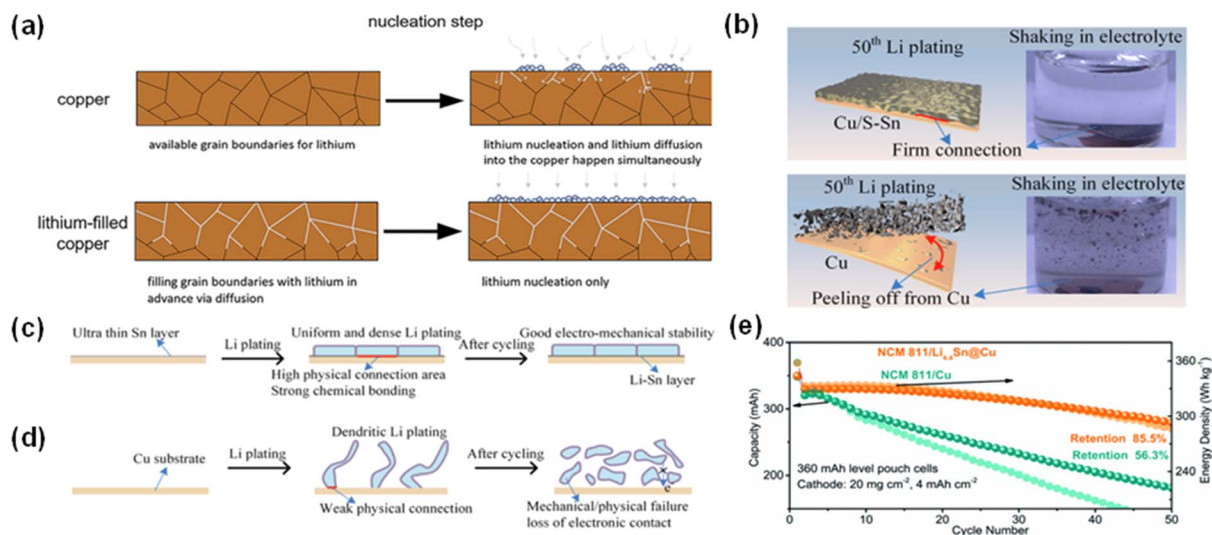 (a)
nucleation step
copper
available grain boundaries for lithium
lithium nucleation and lithium diffusion
into the copper happen simultaneously
lithium-filled
copper
filling grain boundaries with lithium in
advance via diffusion
lithium nucleation only
(b)
50th Li plating
Shaking in electrolyte
Cu/S-Sn
Firm connection
50th Li plating
Shaking in electrolyte
Cu
Peeling off from Cu
(c)
Ultra thin Sn layer
Li plating
Uniform and dense Li plating
High physical connection area
Strong chemical bonding
After cycling
Good electro-mechanical stability
Li-Sn layer
(d)
Cu substrate
Li plating
Dendritic Li plating
Weak physical connection
After cycling
e
Mechanical/physical failure
loss of electronic contact
(e)
NCM 811/Li4.4Sn@Cu
NCM 811/Cu
Retention 85.5%
Retention 56.3%
360 mAh level pouch cells
Cathode: 20 mg cm-2, 4 mAh cm-2
Capacity (mAh)
400
300
200
Energy Density (Wh kg-1)
360
330
300
270
240
0 10 20 30 40 50
Cycle Number